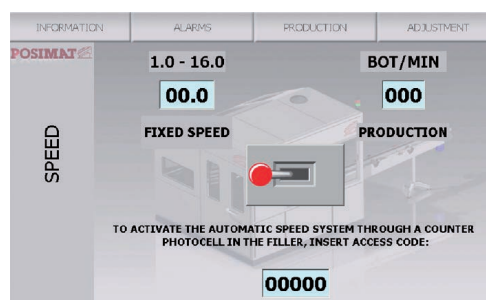 INFORMATION ALARMS PRODUCTION ADJUSTMENT
POSIMAT
1.0 - 16.0 BOT/MIN
00.0 000
FIXED SPEED PRODUCTION
SPEED
TO ACTIVATE THE AUTOMATIC SPEED SYSTEM THROUGH A COUNTER
PHOTOCELL IN THE FILLER, INSERT ACCESS CODE:
00000